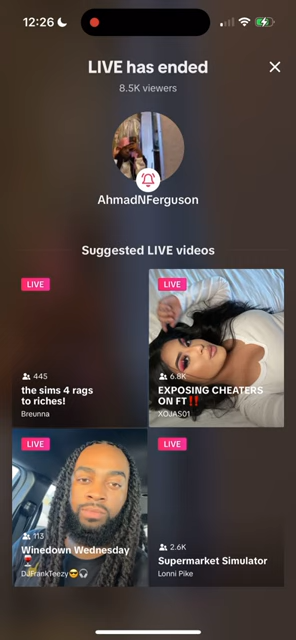 12:26
LIVE has ended
8.5K viewers
AhmadNFerguson
Suggested LIVE videos
LIVE
445
the sims 4 rags
to riches!
Breunna
LIVE
6.8K
EXPOSING CHEATERS
ON FT‼️
XOJAS01
LIVE
113
Winedown Wednesday
🍷
DJFrankTeezy😎🎧
LIVE
2.6K
Supermarket Simulator
Lonni Pike